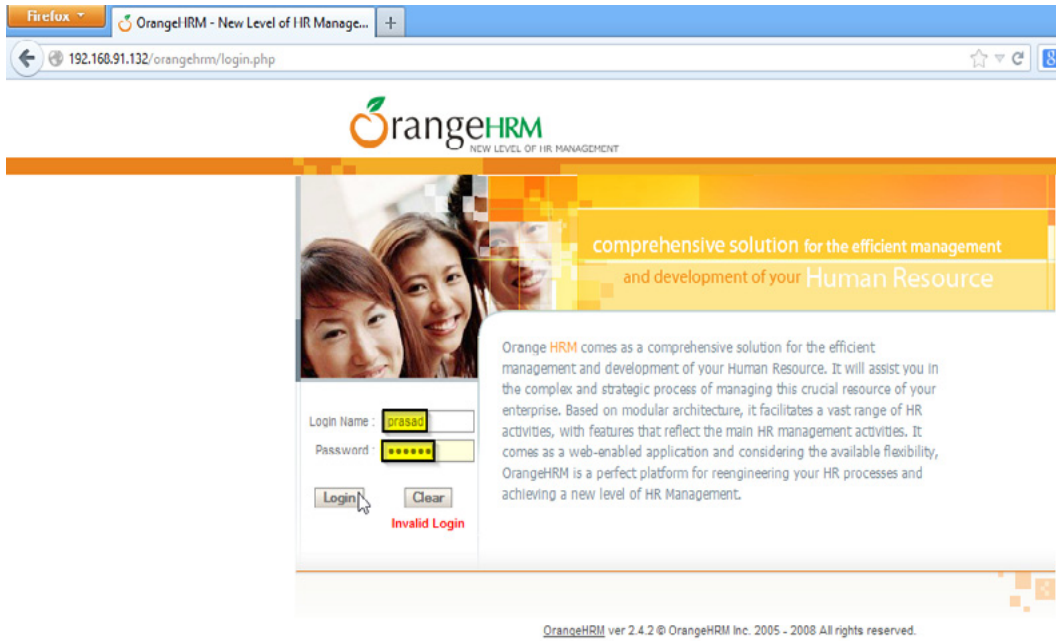 Firefox
OrangeHRM - New Level of HR Manage...
192.168.91.132/orangehrm/login.php
8
OrangeHRM
NEW LEVEL OF HR MANAGEMENT
comprehensive solution for the efficient management
and development of your Human Resource
Orange HRM comes as a comprehensive solution for the efficient
management and development of your Human Resource. It will assist you in
the complex and strategic process of managing this crucial resource of your
enterprise. Based on modular architecture, it facilitates a vast range of HR
activities, with features that reflect the main HR management activities. It
comes as a web-enabled application and considering the available flexibility,
OrangeHRM is a perfect platform for reengineering your HR processes and
achieving a new level of HR Management.
Login Name : prasad
Password : ••••••
Login Clear
Invalid Login
OrangeHRM ver 2.4.2 © OrangeHRM Inc. 2005 - 2008 All rights reserved.